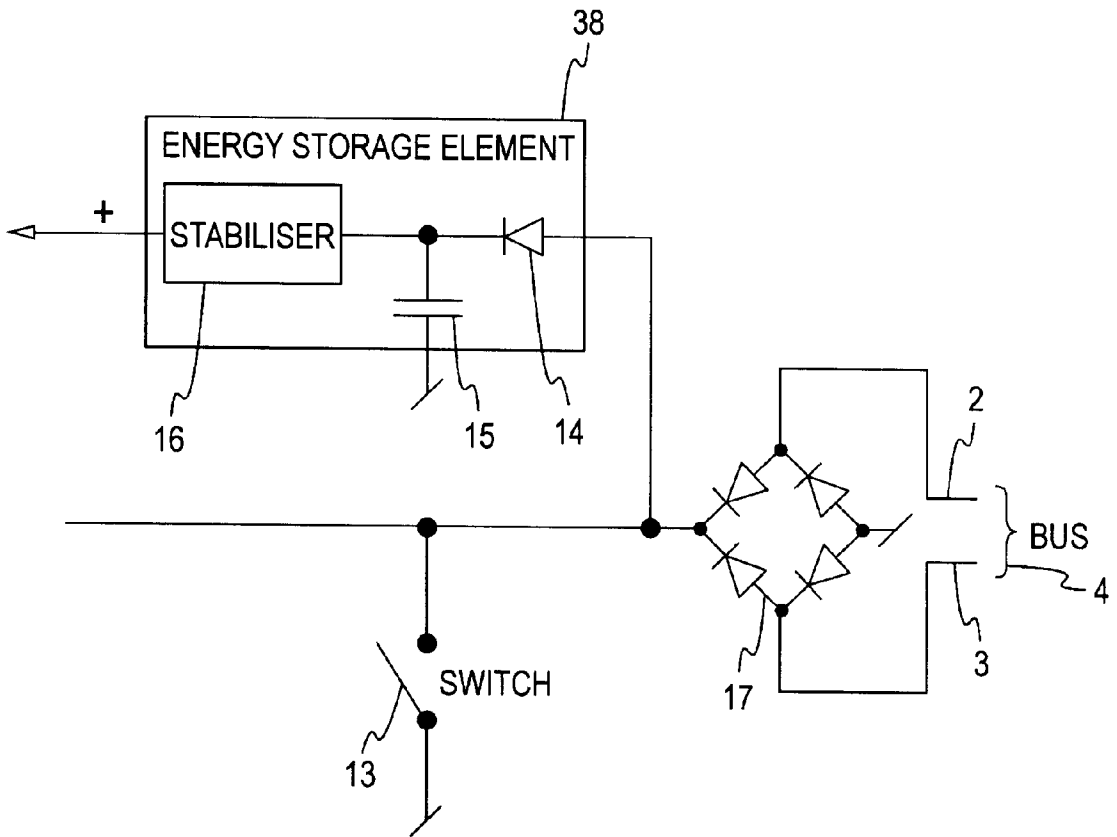 38
ENERGY STORAGE ELEMENT
+
STABILISER
16
15
14
2
BUS
4
3
17
SWITCH
13